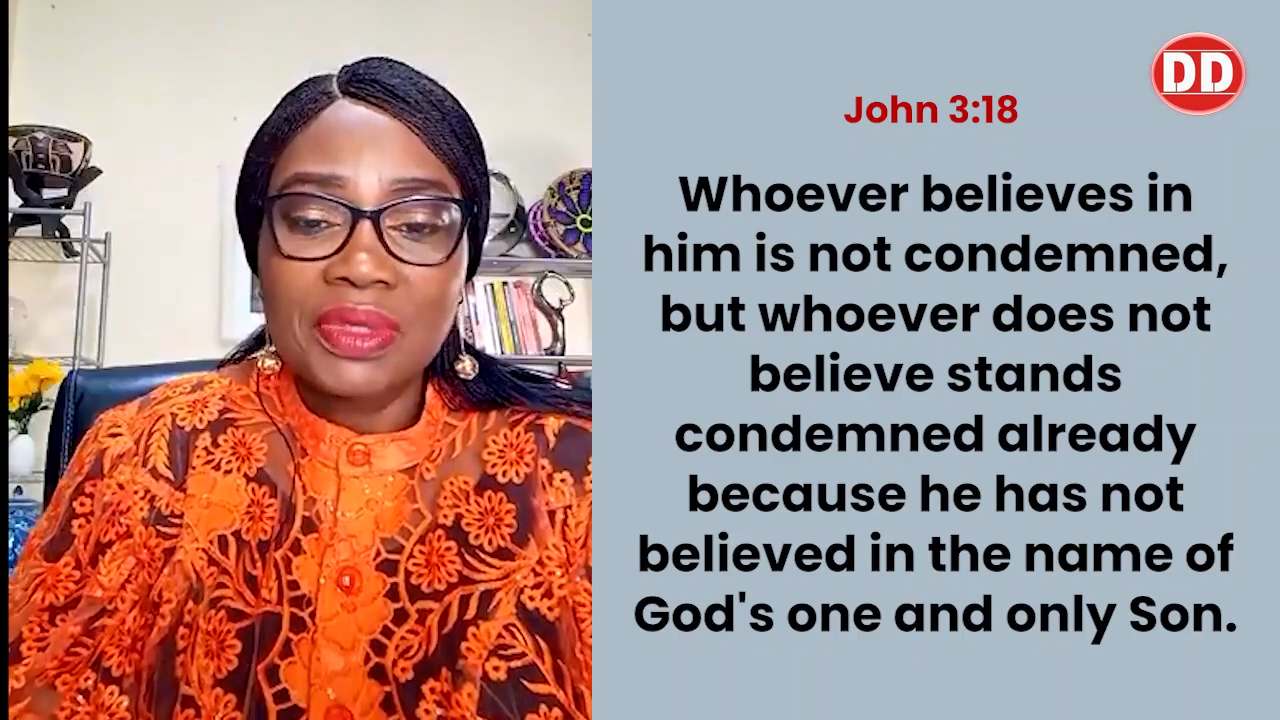 DD
John 3:18
Whoever believes in
him is not condemned,
but whoever does not
believe stands
condemned already
because he has not
believed in the name of
God's one and only Son.